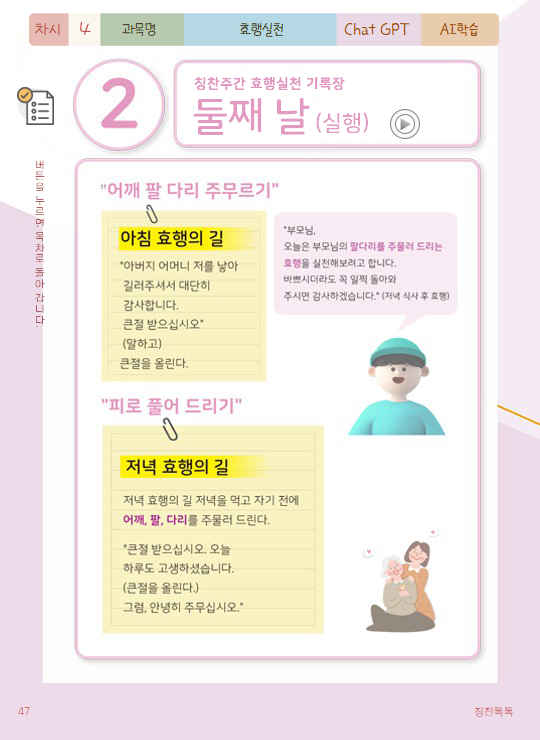 차시 4 과목명 효행실천 Chat GPT AI학습
2
칭찬주간 효행실천 기록장
둘째 날 (실행)
버튼을 누르면 목차로 돌아 갑니다.
"어깨 팔 다리 주무르기"
아침 효행의 길
"아버지 어머니 저를 낳아
길러주셔서 대단히
감사합니다.
큰절 받으십시오"
(말하고)
큰절을 올린다.
"부모님,
오늘은 부모님의 팔다리를 주물러 드리는
효행을 실천해보려고 합니다.
바쁘시더라도 꼭 일찍 돌아와
주시면 감사하겠습니다." (저녁 식사 후 효행)
"피로 풀어 드리기"
저녁 효행의 길
저녁 효행의 길 저녁을 먹고 자기 전에
어깨, 팔, 다리를 주물러 드린다.
"큰절 받으십시오. 오늘
하루도 고생하셨습니다.
(큰절을 올린다.)
그럼, 안녕히 주무십시오."
47
칭찬톡톡